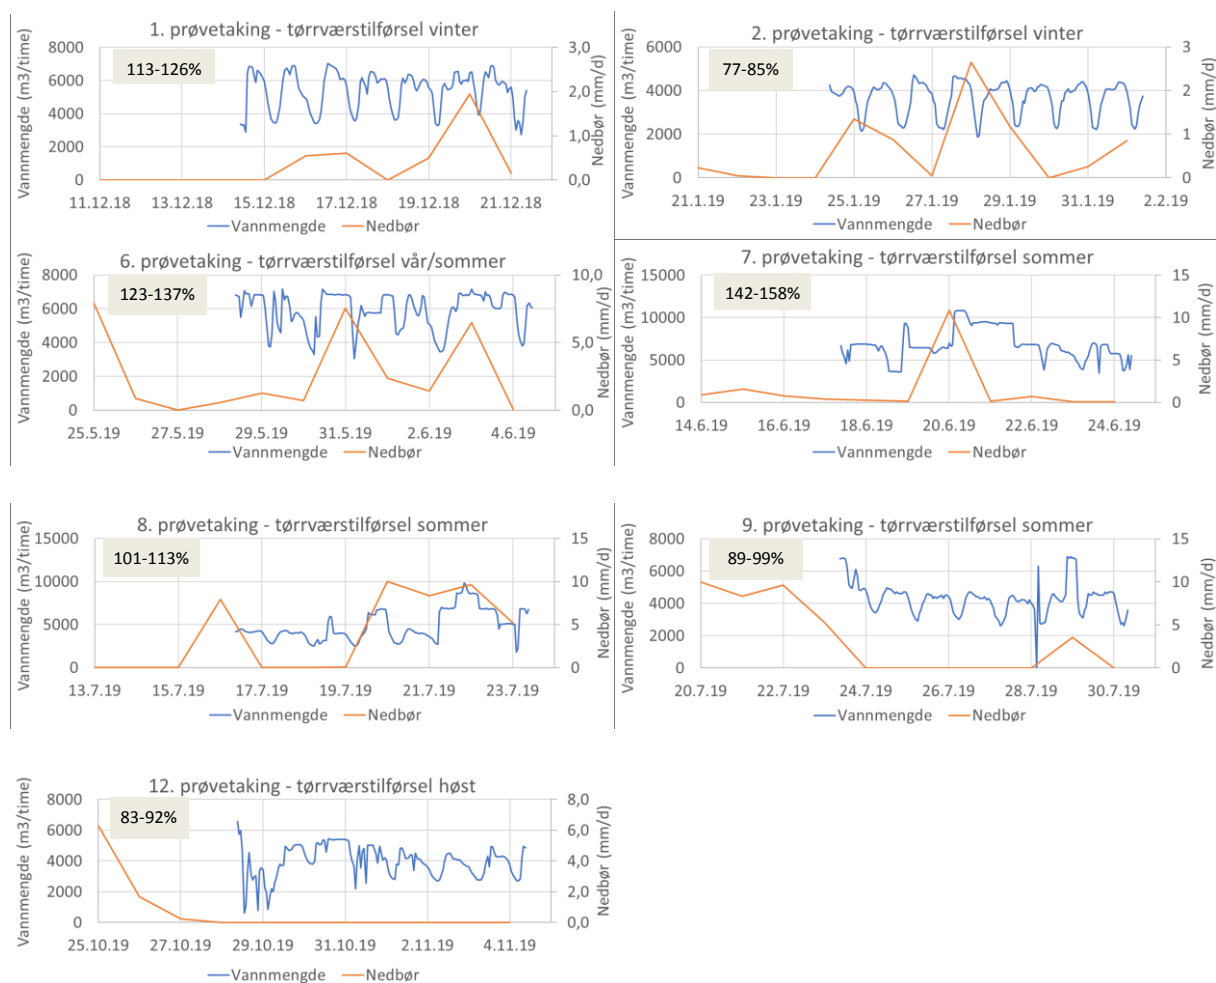 1. prøvetaking - tørrværstilførsel vinter
113-126%
Vannmengde (m3/time)
8000
6000
4000
2000
0
3,0
2,0
1,0
0,0
Nedbør (mm/d)
11.12.18 13.12.18 15.12.18 17.12.18 19.12.18 21.12.18
Vannmengde Nedbør
2. prøvetaking - tørrværstilførsel vinter
77-85%
Vannmengde (m3/time)
6000
4000
2000
0
3
2
1
0
Nedbør (mm/d)
21.1.19 23.1.19 25.1.19 27.1.19 29.1.19 31.1.19 2.2.19
Vannmengde Nedbør
6. prøvetaking - tørrværstilførsel vår/sommer
123-137%
Vannmengde (m3/time)
8000
6000
4000
2000
0
10,0
5,0
0,0
Nedbør (mm/d)
25.5.19 27.5.19 29.5.19 31.5.19 2.6.19 4.6.19
Vannmengde Nedbør
7. prøvetaking - tørrværstilførsel sommer
142-158%
Vannmengde (m3/time)
15000
10000
5000
0
15
10
5
0
Nedbør (mm/d)
14.6.19 16.6.19 18.6.19 20.6.19 22.6.19 24.6.19
Vannmengde Nedbør
8. prøvetaking - tørrværstilførsel sommer
101-113%
Vannmengde (m3/time)
15000
10000
5000
0
15
10
5
0
Nedbør (mm/d)
13.7.19 15.7.19 17.7.19 19.7.19 21.7.19 23.7.19
Vannmengde Nedbør
9. prøvetaking - tørrværstilførsel sommer
89-99%
Vannmengde (m3/time)
8000
6000
4000
2000
0
15
10
5
0
Nedbør (mm/d)
20.7.19 22.7.19 24.7.19 26.7.19 28.7.19 30.7.19
Vannmengde Nedbør
12. prøvetaking - tørrværstilførsel høst
83-92%
Vannmengde (m3/time)
8000
6000
4000
2000
0
8,0
6,0
4,0
2,0
0,0
Nedbør (mm/d)
25.10.19 27.10.19 29.10.19 31.10.19 2.11.19 4.11.19
Vannmengde Nedbør